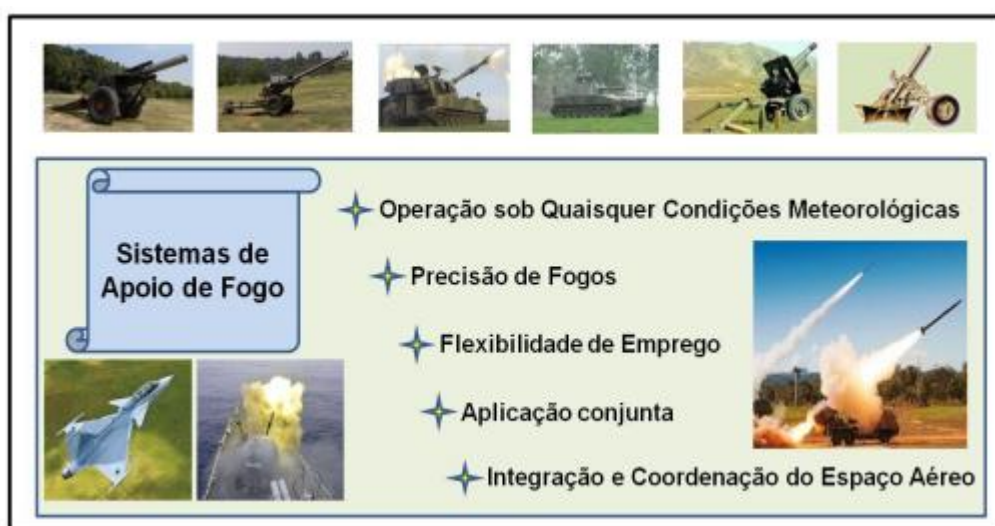 Sistemas de
Apoio de Fogo
Operação sob Quaisquer Condições Meteorológicas
Precisão de Fogos
Flexibilidade de Emprego
Aplicação conjunta
Integração e Coordenação do Espaço Aéreo